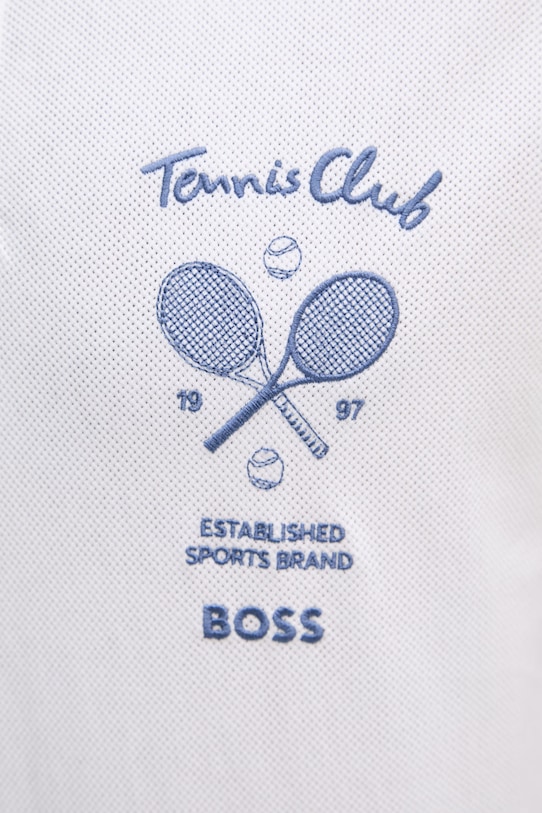 Tennis Club
19 97
ESTABLISHED
SPORTS BRAND
BOSS